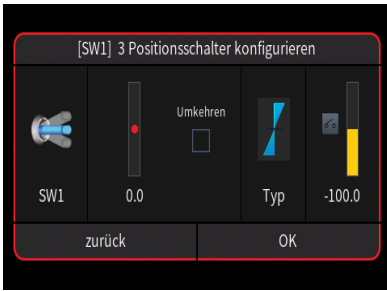 [SW1] 3 Positionsschalter konfigurieren
Umkehren
SW1
0.0
Typ
-100.0
zurück
OK